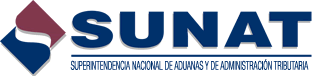 SUNAT
SUPERINTENDENCIA NACIONAL DE ADUANAS Y DE ADMINISTRACIÓN TRIBUTARIA